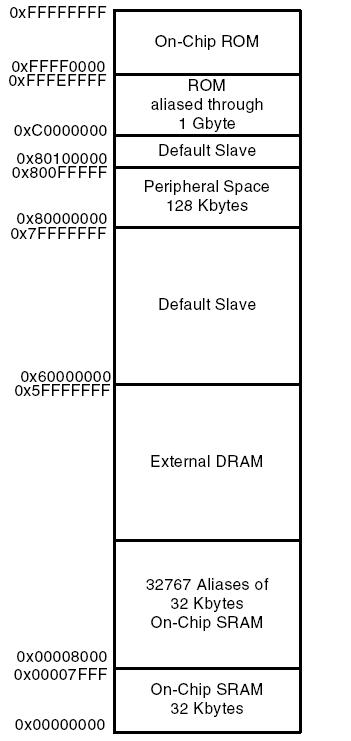 0xFFFFFFFF
On-Chip ROM
0xFFFF0000
0xFFFEFFFF
ROM
aliased through
1 Gbyte
0xC0000000
Default Slave
0x80100000
0x800FFFFF
Peripheral Space
128 Kbytes
0x80000000
0x7FFFFFFF
Default Slave
0x60000000
0x5FFFFFFF
External DRAM
32767 Aliases of
32 Kbytes
On-Chip SRAM
0x00008000
0x00007FFF
On-Chip SRAM
32 Kbytes
0x00000000